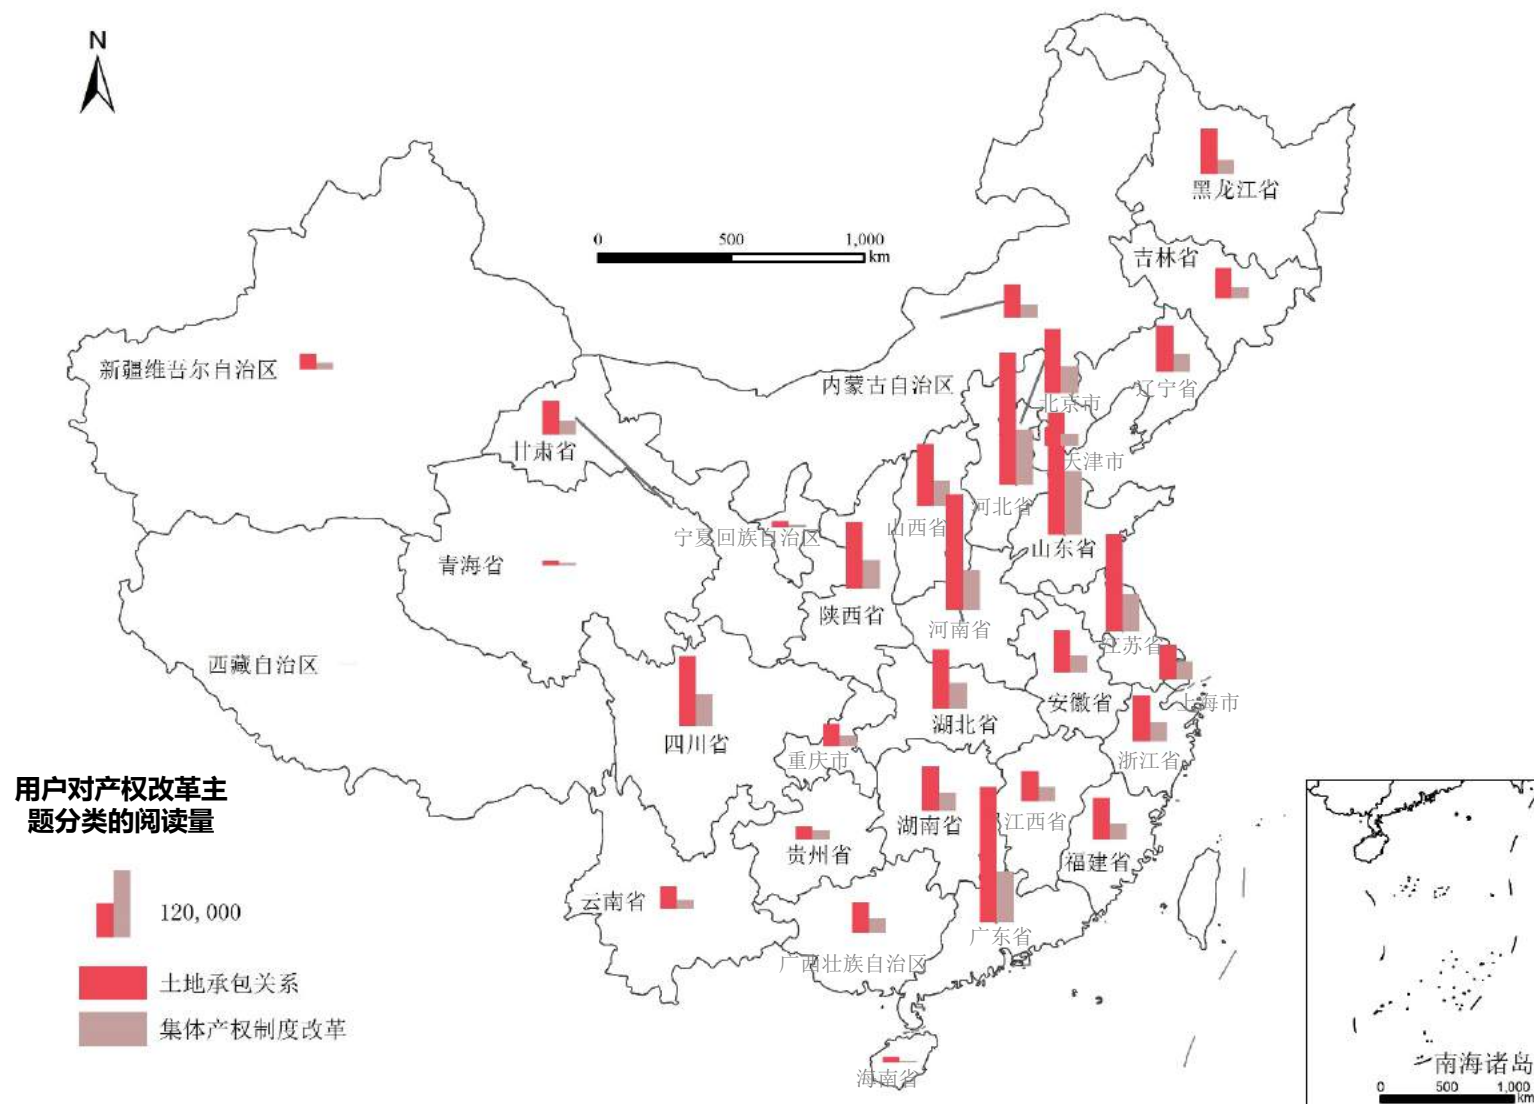 N
0 500 1,000
km
黑龙江省
吉林省
新疆维吾尔自治区
内蒙古自治区
辽宁省
北京市
甘肃省
天津市
河北省
山西省
宁夏回族自治区
山东省
青海省
陕西省
河南省
江苏省
西藏自治区
安徽省
上海市
湖北省
四川省
重庆市
浙江省
用户对产权改革主
题分类的阅读量
湖南省
江西省
贵州省
福建省
云南省
120,000
广东省
广西壮族自治区
土地承包关系
集体产权制度改革
海南省
南海诸岛
0 500 1,000
km